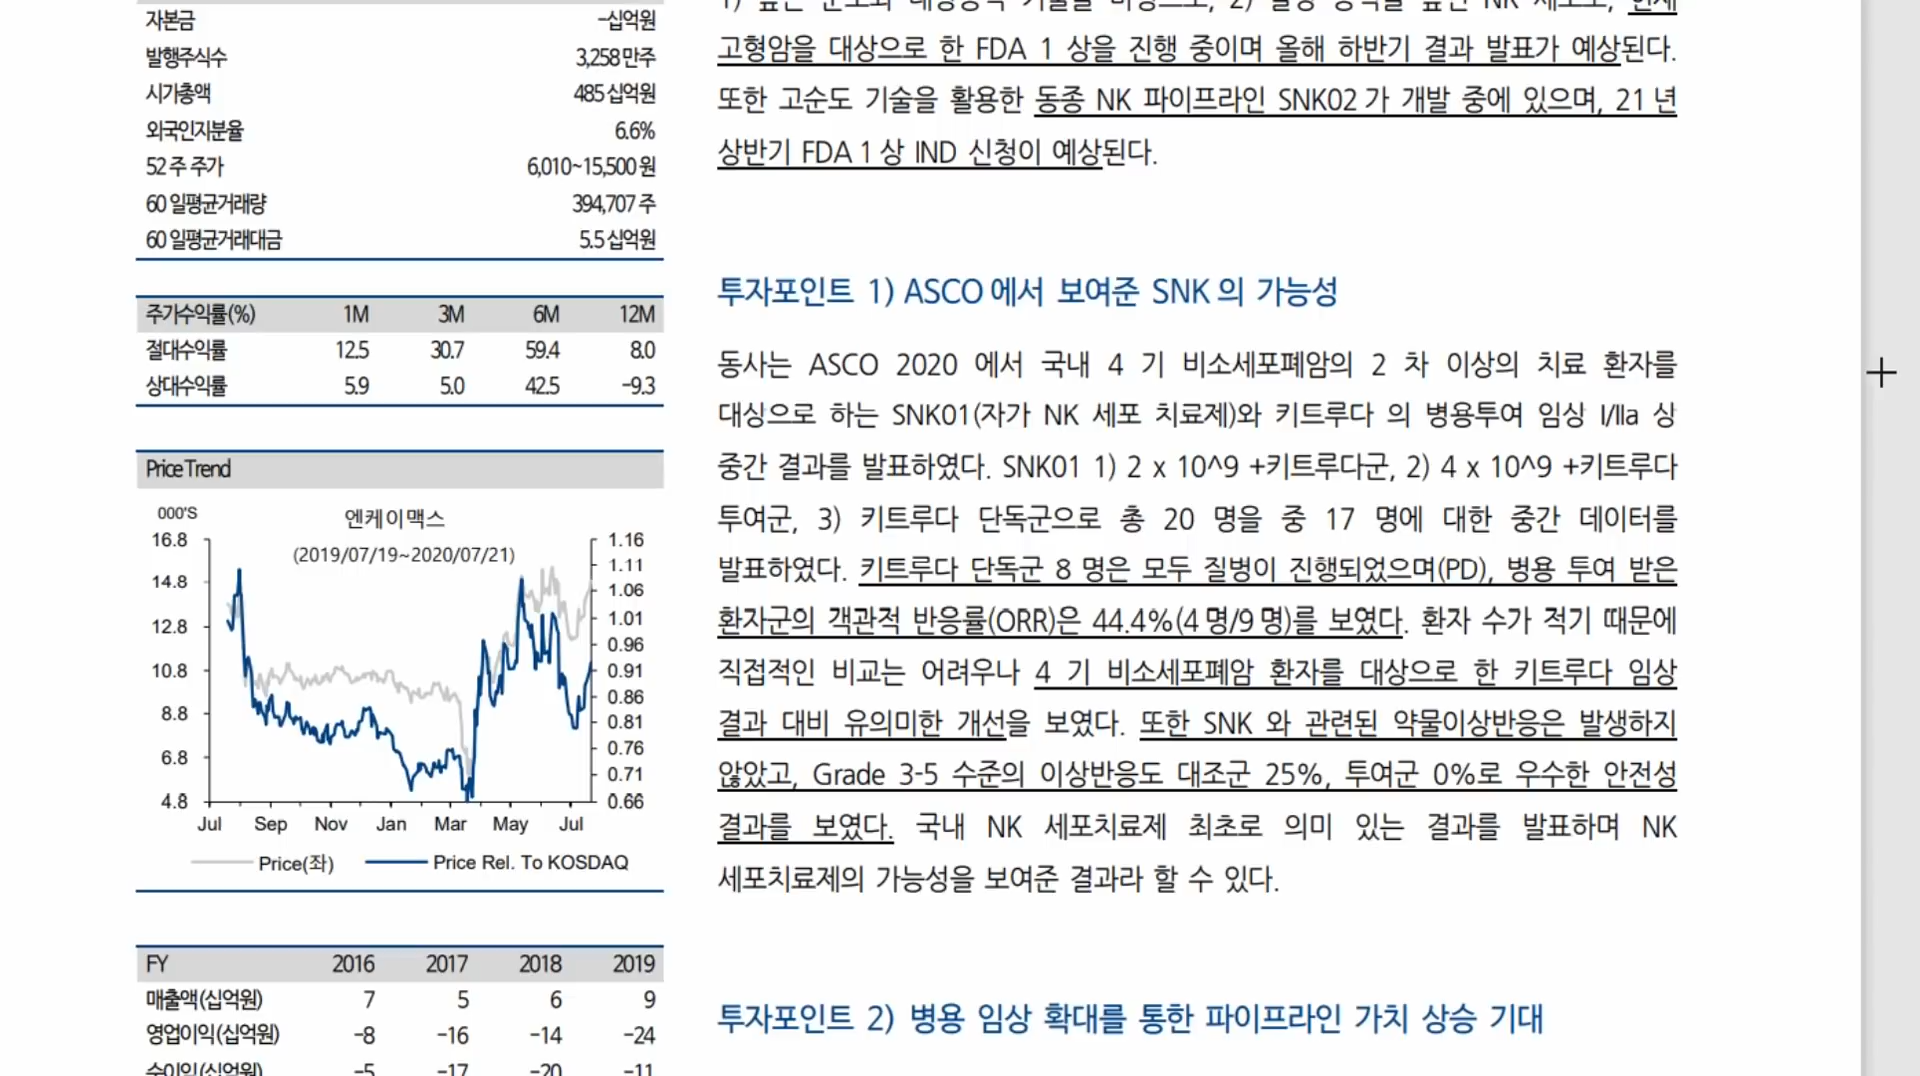 자본금 -십억원
발행주식수 3,258만주
시가총액 485십억원
외국인지분율 6.6%
52주 주가 6,010~15,500원
60일평균거래량 394,707주
60일평균거래대금 5.5십억원
주가수익률(%) 1M 3M 6M 12M
절대수익률 12.5 30.7 59.4 8.0
상대수익률 5.9 5.0 42.5 -9.3
Price Trend
000'S
엔케이맥스
(2019/07/19~2020/07/21)
16.8 1.16
1.11
14.8 1.06
12.8 1.01
0.96
10.8 0.91
0.86
8.8 0.81
6.8 0.76
0.71
4.8 0.66
Jul Sep Nov Jan Mar May Jul
Price(좌) Price Rel. To KOSDAQ
FY 2016 2017 2018 2019
매출액(십억원) 7 5 6 9
영업이익(십억원) -8 -16 -14 -24
순이익(십억원) -5 -17 -20 -11
고형암을 대상으로 한 FDA 1 상을 진행 중이며 올해 하반기 결과 발표가 예상된다.
또한 고순도 기술을 활용한 동종 NK 파이프라인 SNK02 가 개발 중에 있으며, 21 년
상반기 FDA 1 상 IND 신청이 예상된다.
투자포인트 1) ASCO 에서 보여준 SNK 의 가능성
동사는 ASCO 2020 에서 국내 4 기 비소세포폐암의 2 차 이상의 치료 환자를
대상으로 하는 SNK01(자가 NK 세포 치료제)와 키트루다 의 병용투여 임상 I/IIa 상
중간 결과를 발표하였다. SNK01 1) 2 x 10^9 +키트루다군, 2) 4 x 10^9 +키트루다
투여군, 3) 키트루다 단독군으로 총 20 명을 중 17 명에 대한 중간 데이터를
발표하였다. 키트루다 단독군 8 명은 모두 질병이 진행되었으며(PD), 병용 투여 받은
환자군의 객관적 반응률(ORR)은 44.4%(4 명/9 명)를 보였다. 환자 수가 적기 때문에
직접적인 비교는 어려우나 4 기 비소세포폐암 환자를 대상으로 한 키트루다 임상
결과 대비 유의미한 개선을 보였다. 또한 SNK 와 관련된 약물이상반응은 발생하지
않았고, Grade 3-5 수준의 이상반응도 대조군 25%, 투여군 0%로 우수한 안전성
결과를 보였다. 국내 NK 세포치료제 최초로 의미 있는 결과를 발표하며 NK
세포치료제의 가능성을 보여준 결과라 할 수 있다.
투자포인트 2) 병용 임상 확대를 통한 파이프라인 가치 상승 기대